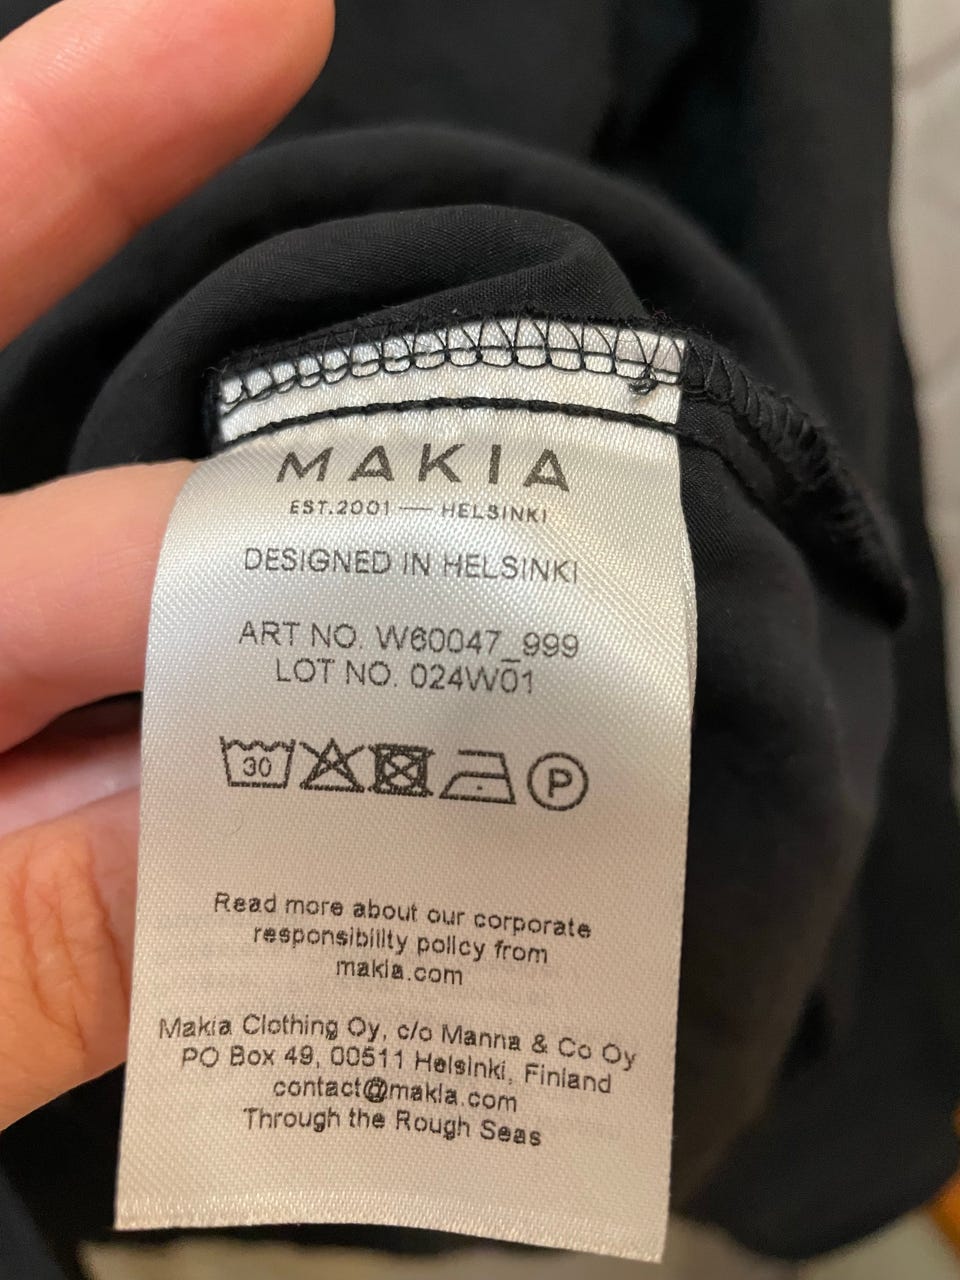 MAKIA
EST.2001 — HELSINKI
DESIGNED IN HELSINKI
ART NO. W60047_999
LOT NO. 024W01
30 P
Read more about our corporate
responsibility policy from
makia.com
Makia Clothing Oy, c/o Manna & Co Oy
PO Box 49, 00511 Helsinki, Finland
contact@makia.com
Through the Rough Seas